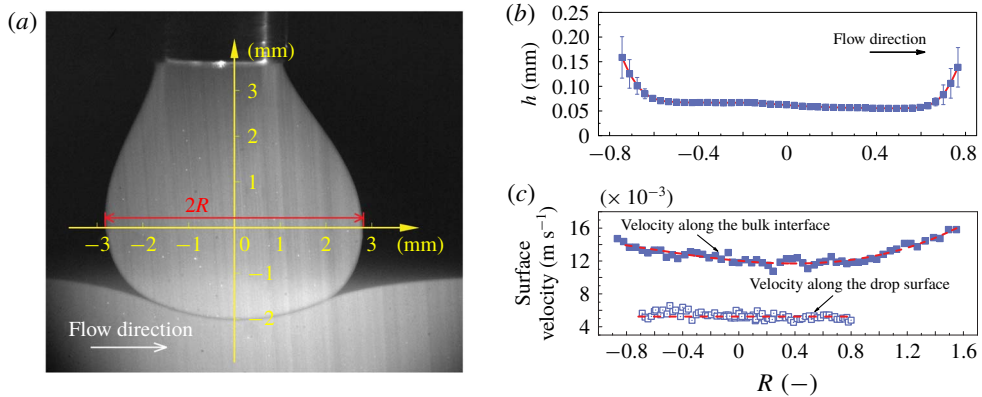 (a)
(mm)
3
2
1
2R
−3
−2
−1
0
1
2
3
(mm)
−1
−2
Flow direction
(b)
0.25
0.20
0.15
0.10
0.05
0
h (mm)
Flow direction
−0.8
−0.4
0
0.4
0.8
(c)
(× 10−3)
16
12
8
4
Surface
velocity (m s−1)
Velocity along the bulk interface
Velocity along the drop surface
−0.8
−0.4
0
0.4
0.8
1.2
1.6
R (−)